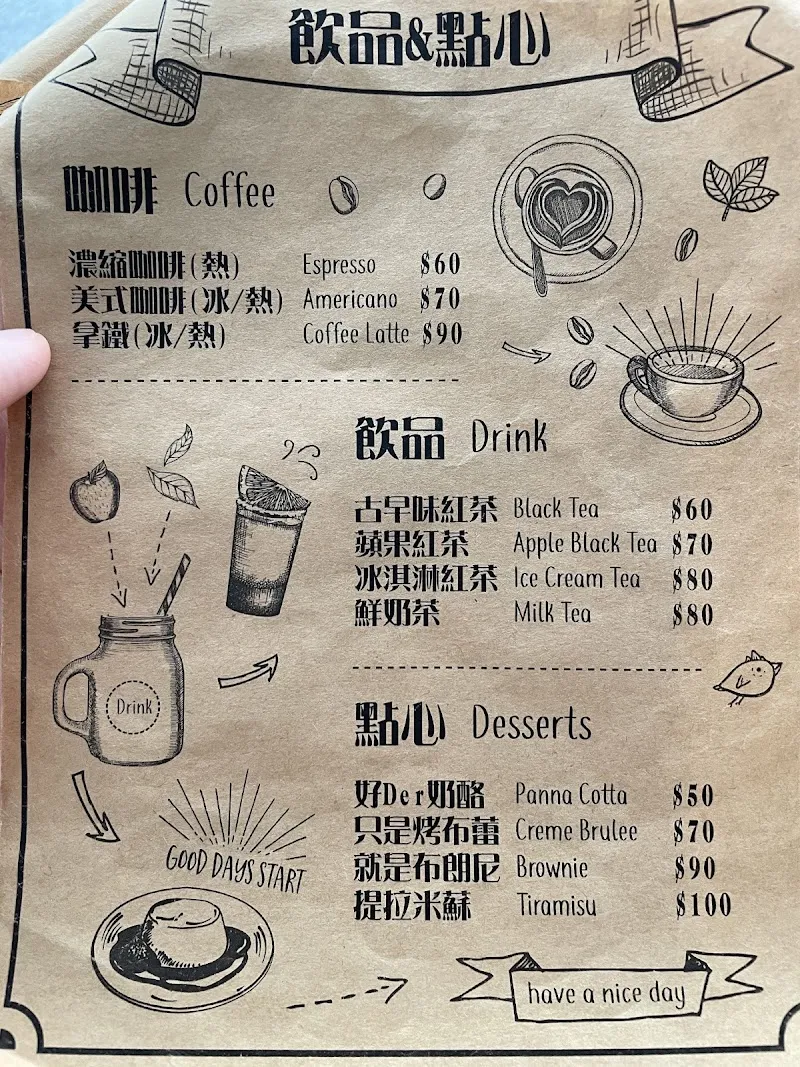 飲品&點心
咖啡 Coffee
濃縮咖啡(熱) Espresso $60
美式咖啡(冰/熱) Americano $70
拿鐵(冰/熱) Coffee Latte $90
飲品 Drink
古早味紅茶 Black Tea $60
蘋果紅茶 Apple Black Tea $70
冰淇淋紅茶 Ice Cream Tea $80
鮮奶茶 Milk Tea $80
Drink
點心 Desserts
好Der奶酪 Panna Cotta $50
只是烤布蕾 Creme Brulee $70
就是布朗尼 Brownie $90
提拉米蘇 Tiramisu $100
GOOD DAYS START
have a nice day